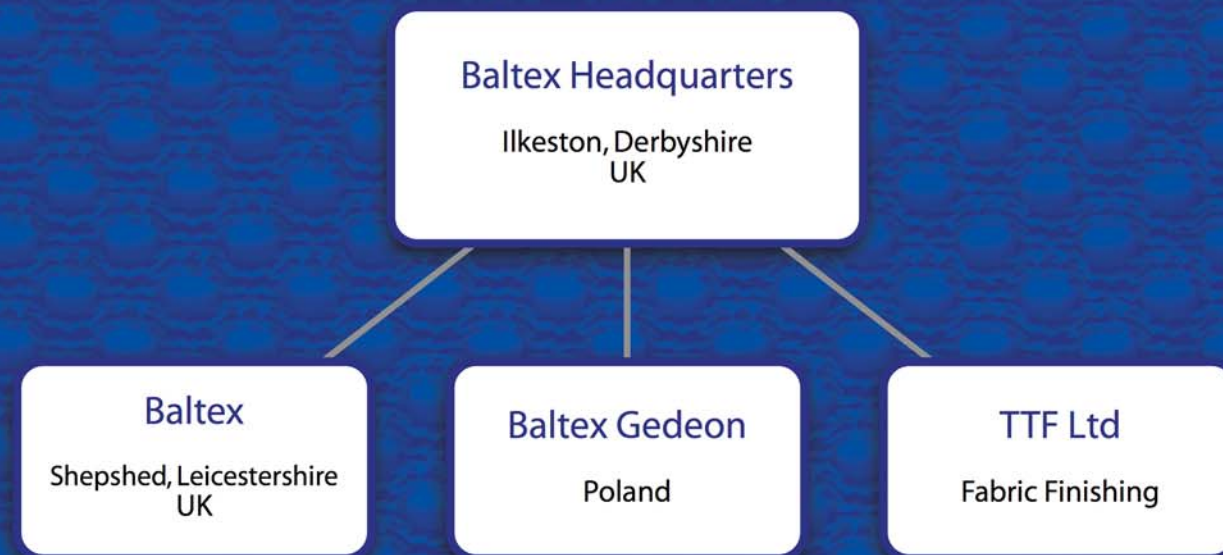 Baltex Headquarters
Ilkeston, Derbyshire
UK
Baltex
Shepshed, Leicestershire
UK
Baltex Gedeon
Poland
TTF Ltd
Fabric Finishing